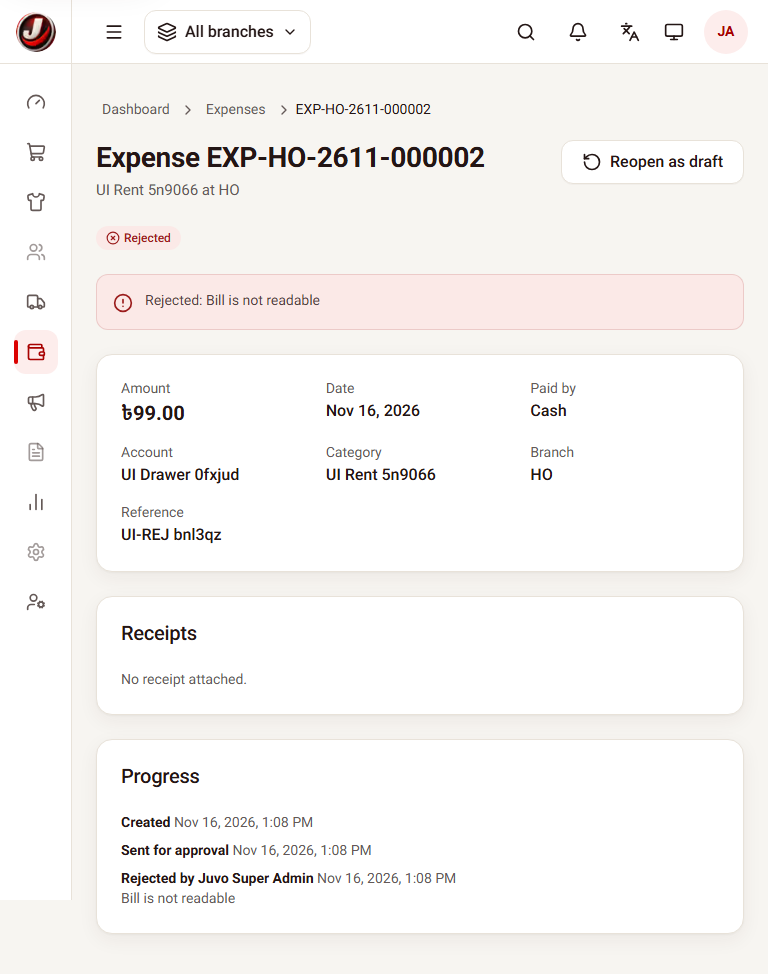 J
All branches
JA
Dashboard > Expenses > EXP-HO-2611-000002
Expense EXP-HO-2611-000002
Reopen as draft
UI Rent 5n9066 at HO
Rejected
Rejected: Bill is not readable
Amount Date Paid by
৳99.00 Nov 16, 2026 Cash
Account Category Branch
UI Drawer 0fxjud UI Rent 5n9066 HO
Reference
UI-REJ bnl3qz
Receipts
No receipt attached.
Progress
Created Nov 16, 2026, 1:08 PM
Sent for approval Nov 16, 2026, 1:08 PM
Rejected by Juvo Super Admin Nov 16, 2026, 1:08 PM
Bill is not readable